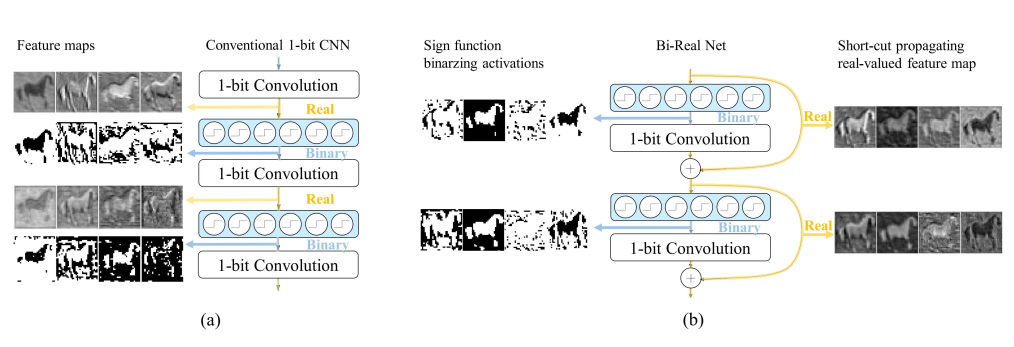 Feature maps
Conventional 1-bit CNN
1-bit Convolution
Real
Binary
1-bit Convolution
Real
Binary
1-bit Convolution
(a)
Sign function
binarzing activations
Bi-Real Net
Short-cut propagating
real-valued feature map
Binary
1-bit Convolution
Real
Binary
1-bit Convolution
Real
(b)